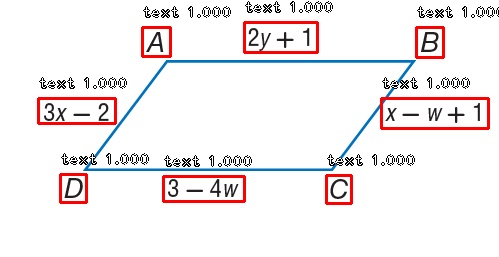 text 1.000 text 1.000 text 1.000
A 2y + 1 B
text 1.000 text 1.000
3x − 2 x − w + 1
text 1.000 text 1.000 text 1.000
D 3 − 4w C